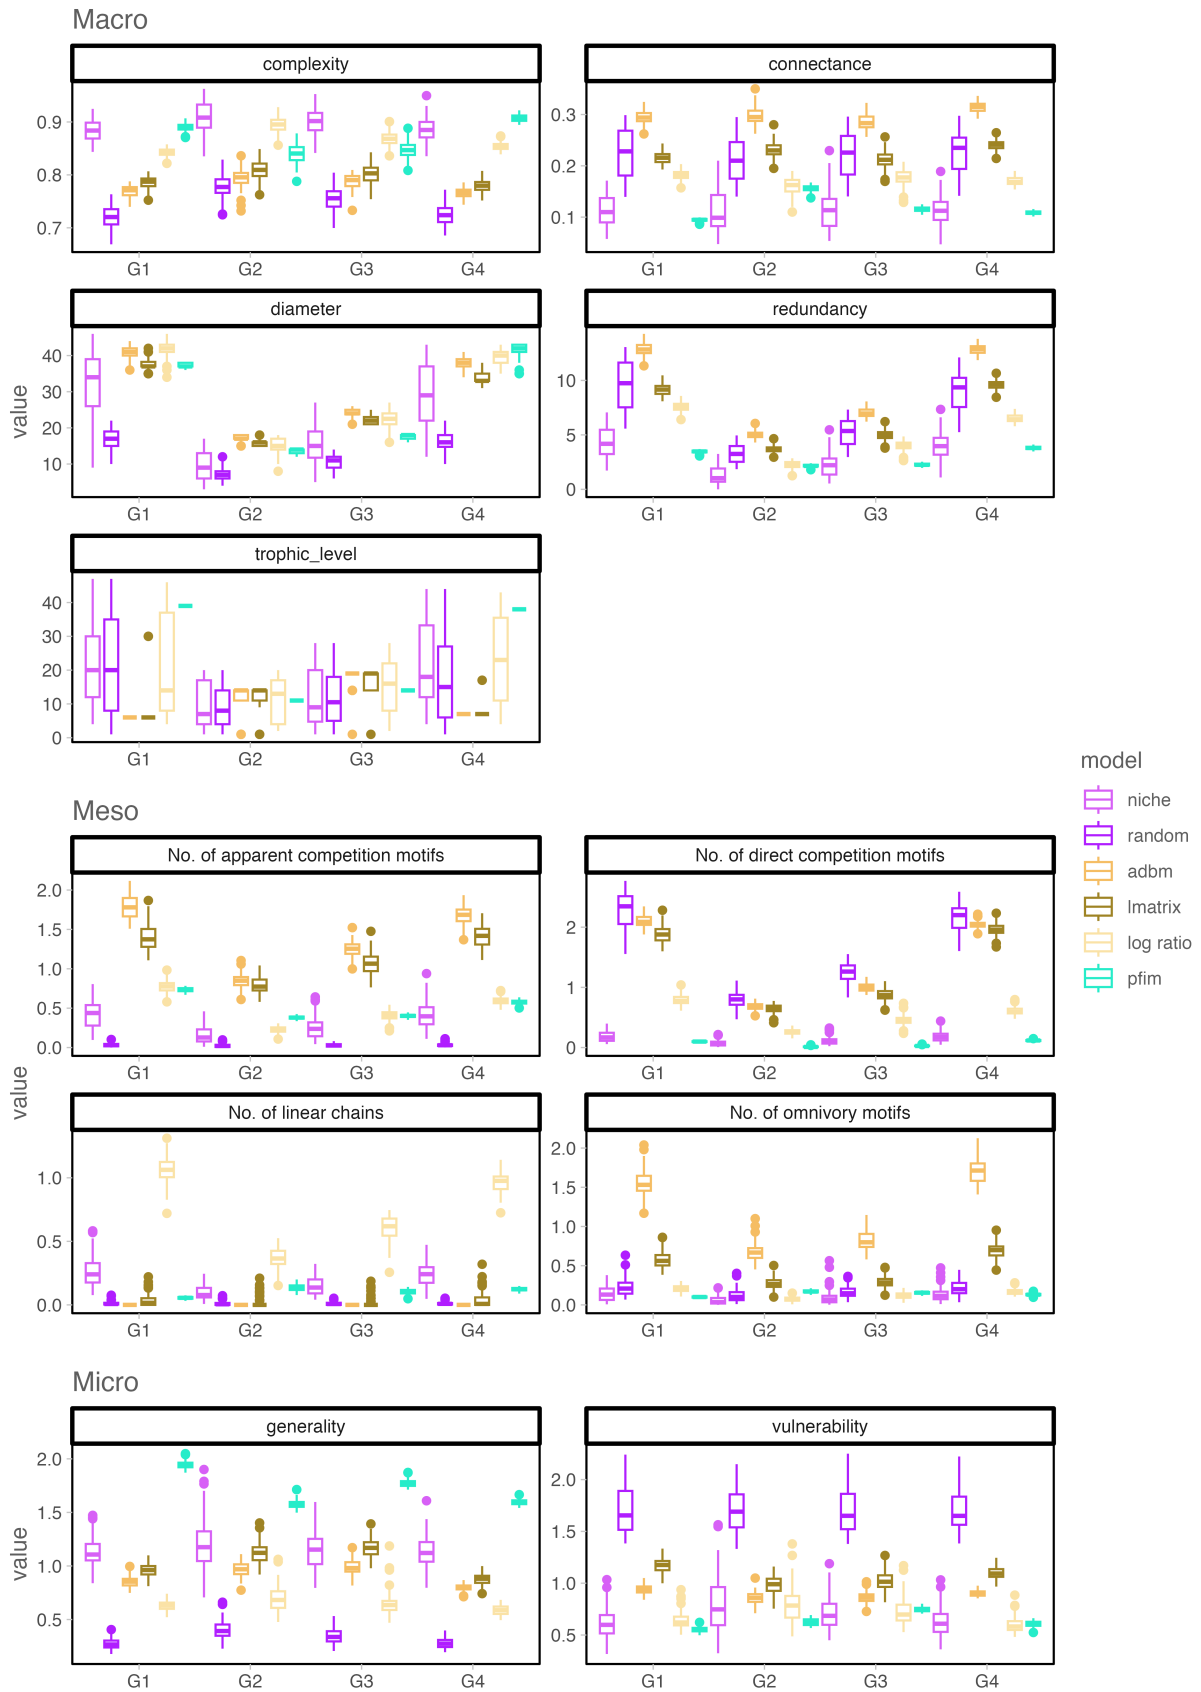 Macro
complexity
connectance
0.9
0.8
0.7
G1 G2 G3 G4
0.3
0.2
0.1
G1 G2 G3 G4
diameter
redundancy
value
40
30
20
10
G1 G2 G3 G4
10
5
0
G1 G2 G3 G4
trophic_level
40
30
20
10
0
G1 G2 G3 G4
Meso
No. of apparent competition motifs
No. of direct competition motifs
value
2.0
1.5
1.0
0.5
0.0
G1 G2 G3 G4
2
1
0
G1 G2 G3 G4
No. of linear chains
No. of omnivory motifs
1.0
0.5
0.0
G1 G2 G3 G4
2.0
1.5
1.0
0.5
0.0
G1 G2 G3 G4
Micro
generality
vulnerability
value
2.0
1.5
1.0
0.5
G1 G2 G3 G4
2.0
1.5
1.0
0.5
G1 G2 G3 G4
model
niche
random
adbm
lmatrix
log ratio
pfim